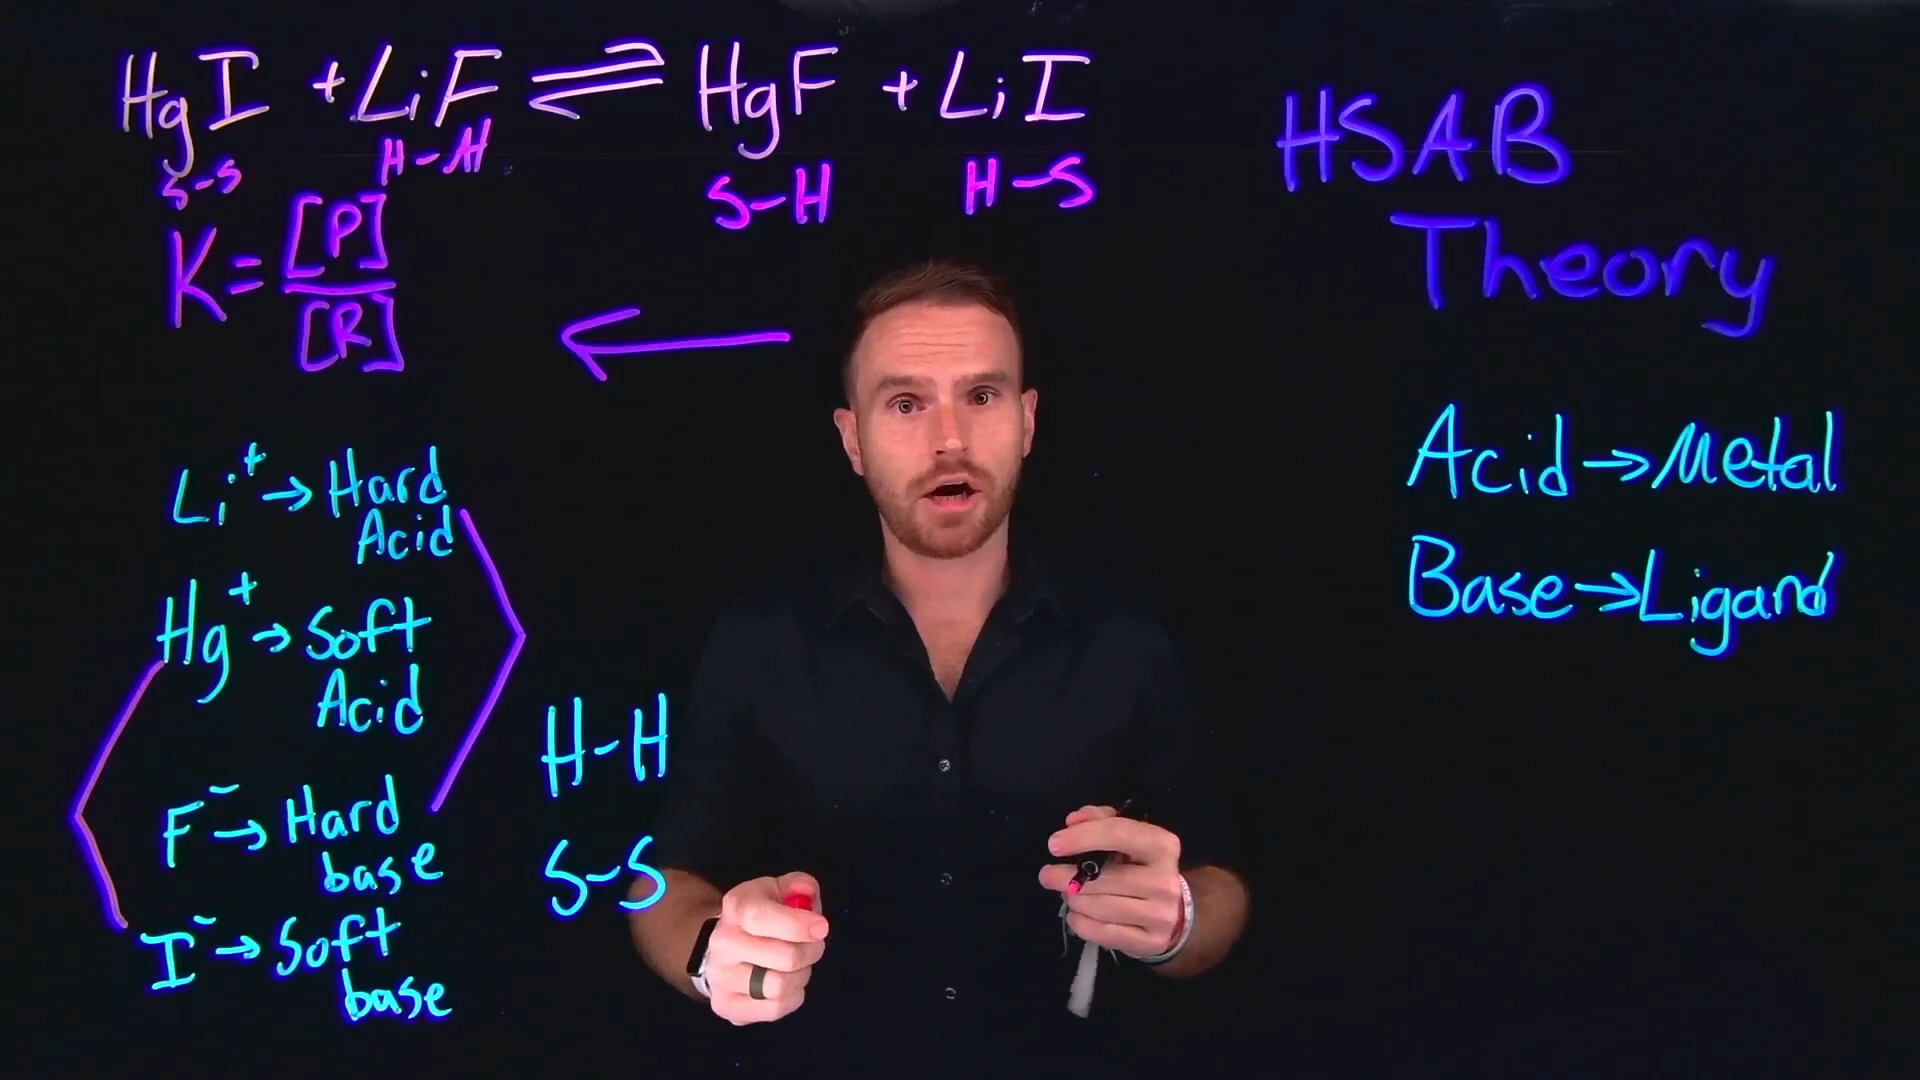 HgI + LiF ⇌ HgF + LiI
S-S H-H S-H H-S
K = [P]
[R]
←
HSAB
Theory
Acid → Metal
Base → Ligand
Li⁺ → Hard
Acid
Hg⁺ → Soft
Acid
F⁻ → Hard
base
I⁻ → Soft
base
H-H
S-S